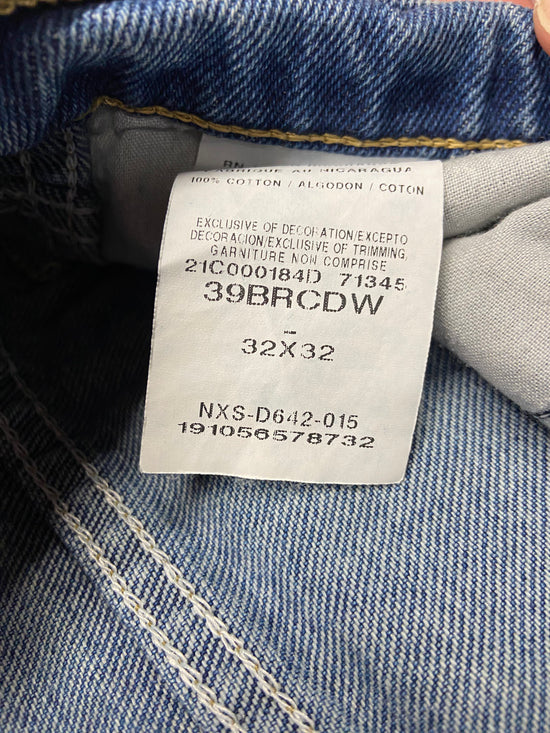 RN
FABRIQUE AU NICARAGUA
100% COTTON / ALGODON / COTON
EXCLUSIVE OF DECORATION/EXCEPTO
DECORACION/EXCLUSIVE OF TRIMMING
GARNITURE NON COMPRISE
21C000184D 71345
39BRCDW
32X32
NXS-D642-015
191056578732